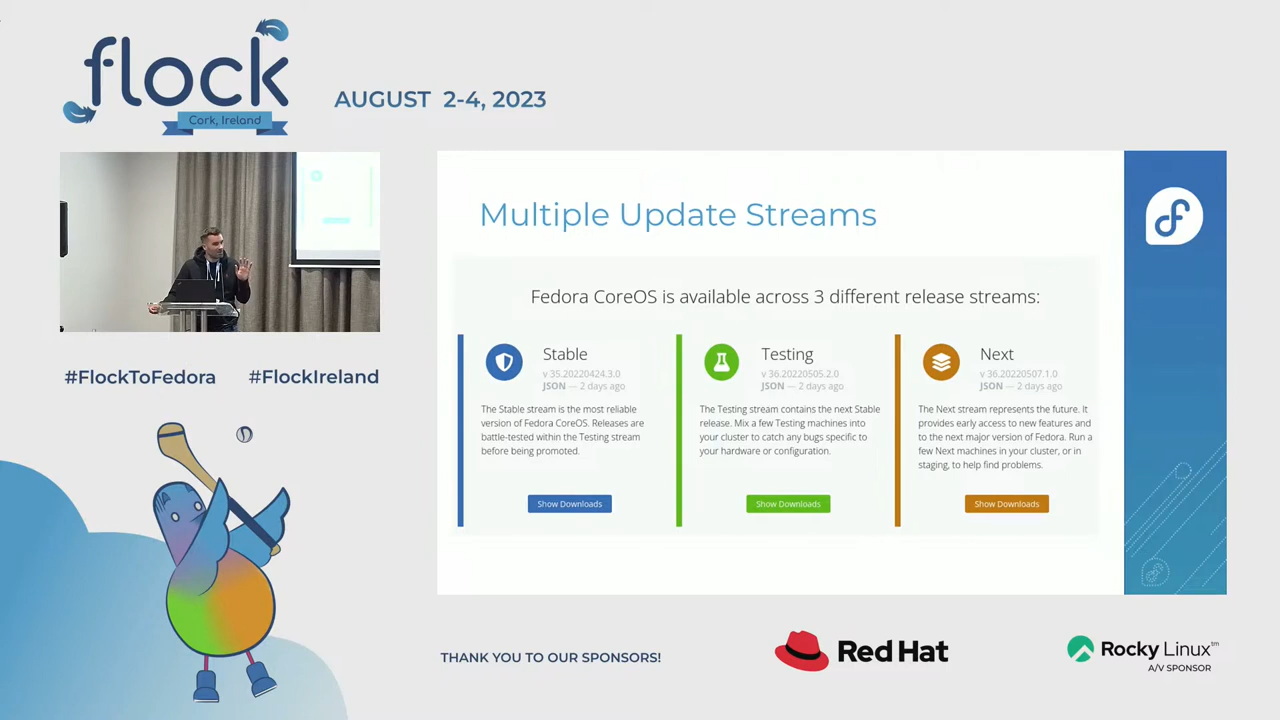 flock
Cork, Ireland
AUGUST 2-4, 2023
#FlockToFedora #FlockIreland
Multiple Update Streams
Fedora CoreOS is available across 3 different release streams:
Stable
v 35.20220424.3.0
JSON — 2 days ago
The Stable stream is the most reliable
version of Fedora CoreOS. Releases are
battle-tested within the Testing stream
before being promoted.
Show Downloads
Testing
v 36.20220505.2.0
JSON — 2 days ago
The Testing stream contains the next Stable
release. Mix a few Testing machines into
your cluster to catch any bugs specific to
your hardware or configuration.
Show Downloads
Next
v 36.20220507.1.0
JSON — 2 days ago
The Next stream represents the future. It
provides early access to new features and
to the next major version of Fedora. Run a
few Next machines in your cluster, or in
staging, to help find problems.
Show Downloads
THANK YOU TO OUR SPONSORS!
Red Hat
Rocky Linux™
A/V SPONSOR